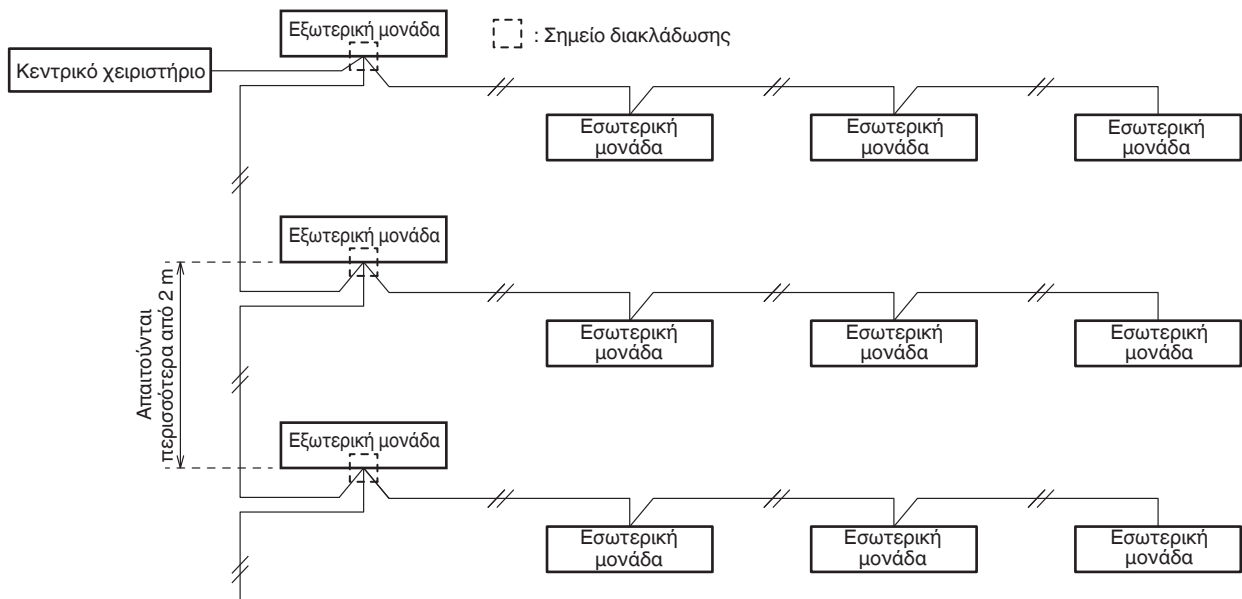 Εξωτερική μονάδα
: Σημείο διακλάδωσης
Κεντρικό χειριστήριο
Εσωτερική
μονάδα
Εσωτερική
μονάδα
Εσωτερική
μονάδα
Εξωτερική μονάδα
Απαιτούνται
περισσότερα από 2 m
Εσωτερική
μονάδα
Εσωτερική
μονάδα
Εσωτερική
μονάδα
Εξωτερική μονάδα
Εσωτερική
μονάδα
Εσωτερική
μονάδα
Εσωτερική
μονάδα